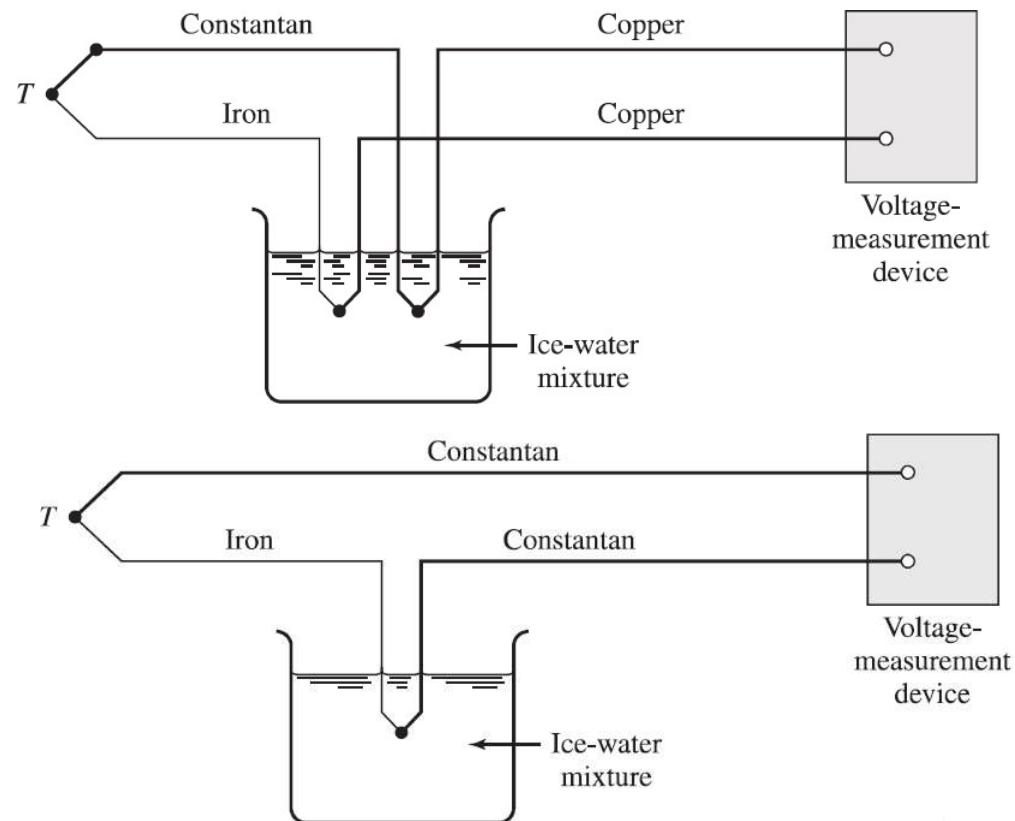 Constantan
Copper
T
Iron
Copper
Voltage-
measurement
device
Ice-water
mixture
Constantan
T
Iron
Constantan
Voltage-
measurement
device
Ice-water
mixture